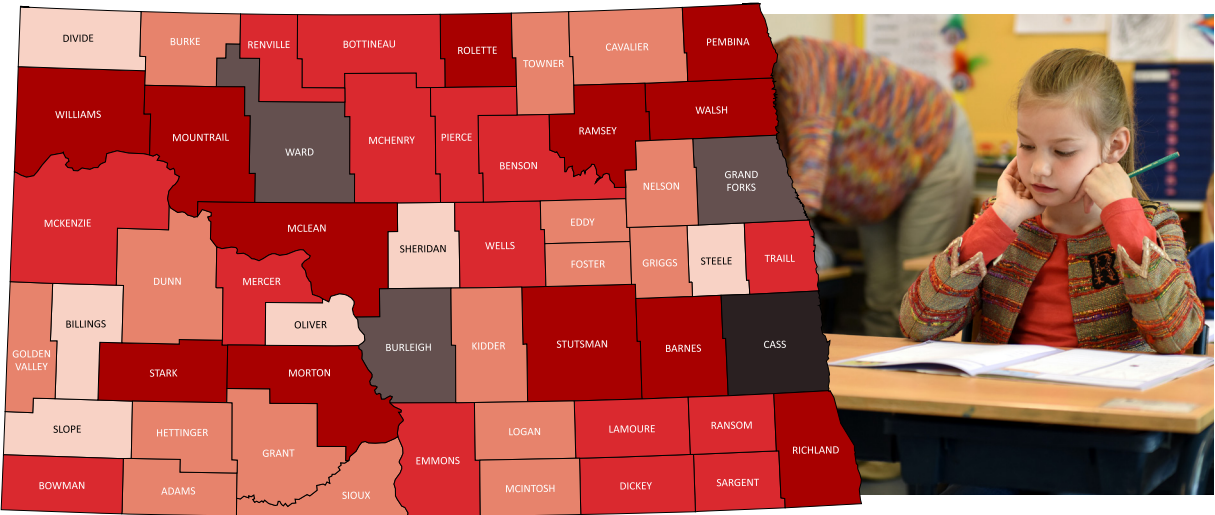 DIVIDE
BURKE
RENVILLE
BOTTINEAU
ROLETTE
TOWNER
CAVALIER
PEMBINA
WILLIAMS
MOUNTRAIL
WARD
MCHENRY
PIERCE
BENSON
RAMSEY
WALSH
NELSON
GRAND
FORKS
MCKENZIE
DUNN
MCLEAN
MERCER
SHERIDAN
WELLS
EDDY
FOSTER
GRIGGS
STEELE
TRAILL
GOLDEN
VALLEY
BILLINGS
OLIVER
BURLEIGH
KIDDER
STUTSMAN
BARNES
CASS
STARK
MORTON
SLOPE
HETTINGER
GRANT
EMMONS
LOGAN
LAMOURE
RANSOM
RICHLAND
BOWMAN
ADAMS
SIOUX
MCINTOSH
DICKEY
SARGENT
R